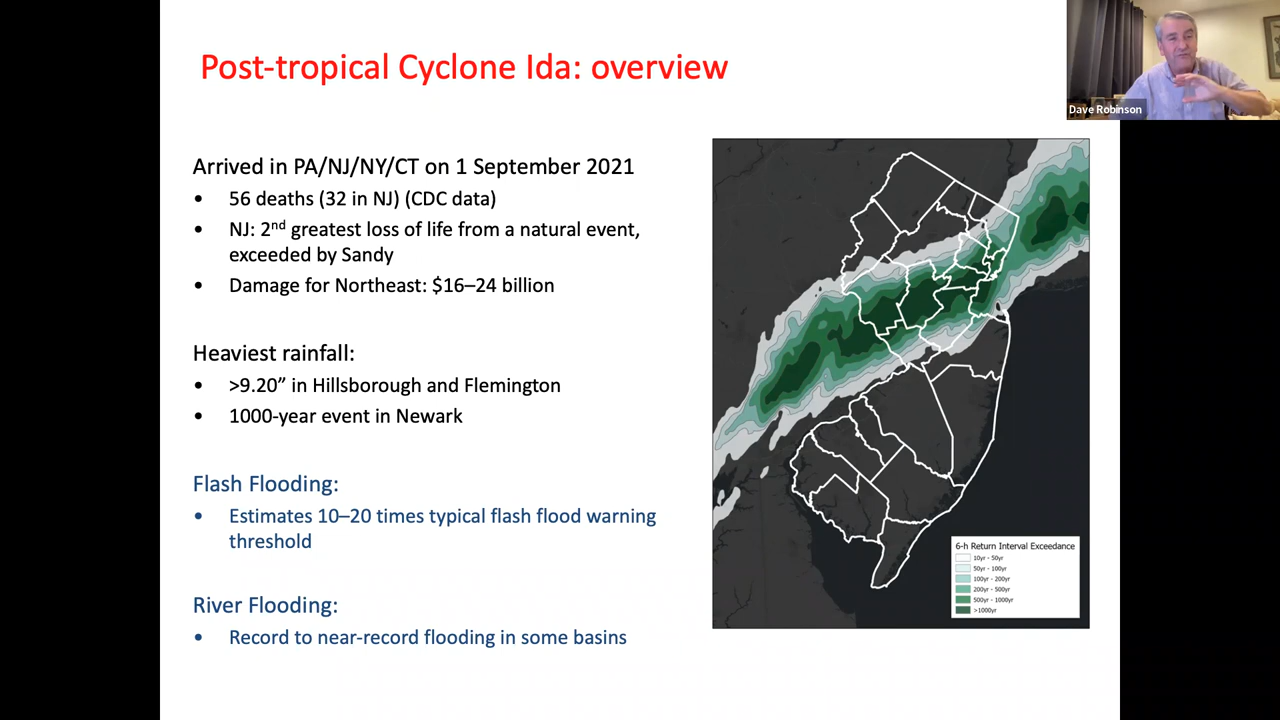 Post-tropical Cyclone Ida: overview
Dave Robinson
Arrived in PA/NJ/NY/CT on 1 September 2021
• 56 deaths (32 in NJ) (CDC data)
• NJ: 2nd greatest loss of life from a natural event,
exceeded by Sandy
• Damage for Northeast: $16–24 billion
Heaviest rainfall:
• >9.20” in Hillsborough and Flemington
• 1000-year event in Newark
Flash Flooding:
• Estimates 10–20 times typical flash flood warning
threshold
River Flooding:
• Record to near-record flooding in some basins
6-h Return Interval Exceedance
10yr - 50yr
50yr - 100yr
100yr - 200yr
200yr - 500yr
500yr - 1000yr
>1000yr